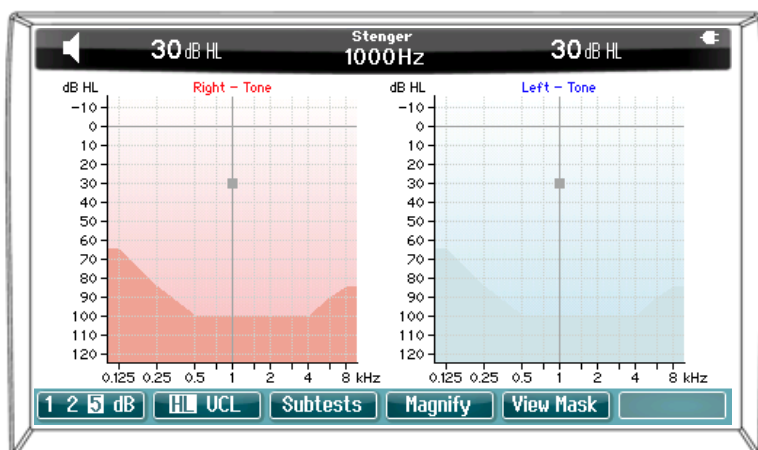 Stenger
30 dB HL 1000Hz 30 dB HL
dB HL Right - Tone dB HL Left - Tone
-10 -10
0 0
10 10
20 20
30 30
40 40
50 50
60 60
70 70
80 80
90 90
100 100
110 110
120 120
0.125 0.25 0.5 1 2 4 8 kHz 0.125 0.25 0.5 1 2 4 8 kHz
1 2 5 dB HL UCL Subtests Magnify View Mask